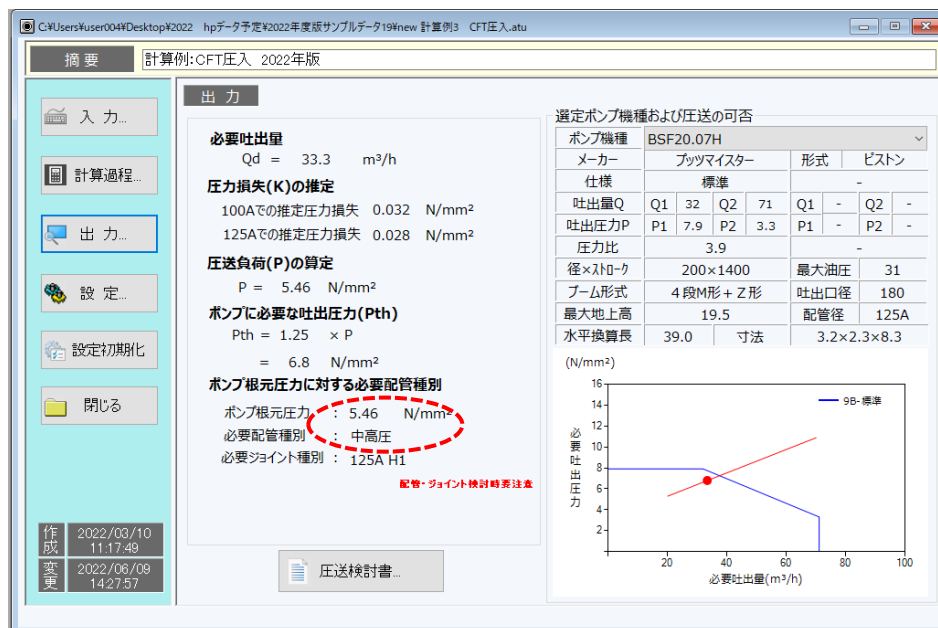 C:¥Users¥user004¥Desktop¥2022 hpデータ予定¥2022年度版サンプルデータ19¥new 計算例3 CFT圧入.atu
摘 要 計算例:CFT圧入 2022年版
入 力...
計算過程...
出 力...
設 定...
設定初期化
閉じる
作成 2022/03/10 11:17:49
変更 2022/06/09 14:27:57
出 力
必要吐出量
Qd = 33.3 m³/h
圧力損失(K)の推定
100Aでの推定圧力損失 0.032 N/mm²
125Aでの推定圧力損失 0.028 N/mm²
圧送負荷(P)の算定
P = 5.46 N/mm²
ポンプに必要な吐出圧力(Pth)
Pth = 1.25 × P
= 6.8 N/mm²
ポンプ根元圧力に対する必要配管種別
ポンプ根元圧力 : 5.46 N/mm²
必要配管種別 : 中高圧
必要ジョイント種別 : 125A H1
配管・ジョイント検討時要注意
圧送検討書...
選定ポンプ機種および圧送の可否
ポンプ機種 BSF20.07H
メーカー プッツマイスター 形式 ピストン
仕様 標準 -
吐出量Q Q1 32 Q2 71 Q1 - Q2 -
吐出圧力P P1 7.9 P2 3.3 P1 - P2 -
圧力比 3.9 -
径×ストローク 200×1400 最大油圧 31
ブーム形式 4段M形+Z形 吐出口径 180
最大地上高 19.5 配管径 125A
水平換算長 39.0 寸法 3.2×2.3×8.3
(N/mm²)
16
14
12
10
8
6
4
2
必要吐出圧力
9B-標準
20 40 60 80 100
必要吐出量(m³/h)